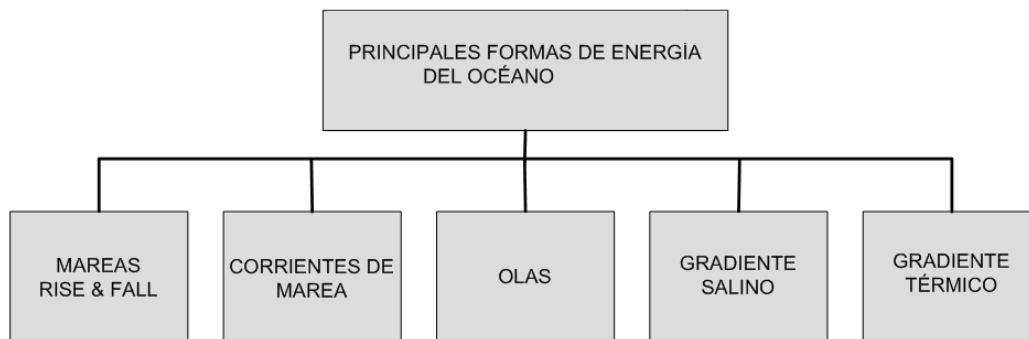 PRINCIPALES FORMAS DE ENERGÍA
DEL OCÉANO
MAREAS
RISE & FALL
CORRIENTES DE
MAREA
OLAS
GRADIENTE
SALINO
GRADIENTE
TÉRMICO